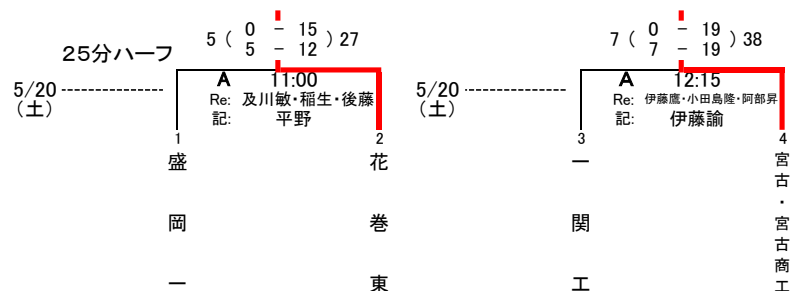 25分ハーフ
5 ( 0 － 15 ) 27
5 － 12
5/20
(土)
A 11:00
Re: 及川敏・稲生・後藤
記: 平野
1
盛岡一
2
花巻東
7 ( 0 － 19 ) 38
7 － 19
5/20
(土)
A 12:15
Re: 伊藤鷹・小田島隆・阿部昇
記: 伊藤諭
3
一関工
4
宮古・宮古商工